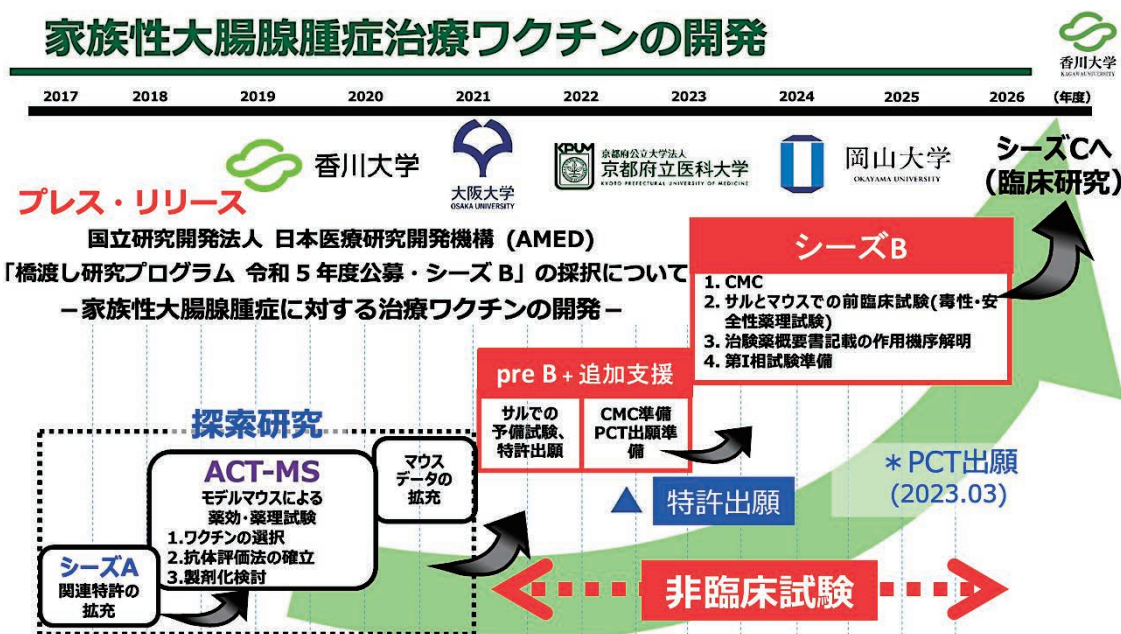 家族性大腸腺腫症治療ワクチンの開発
香川大学
KAGAWA UNIVERSITY
2017 2018 2019 2020 2021 2022 2023 2024 2025 2026 (年度)
香川大学
大阪大学
OSAKA UNIVERSITY
KPUM
京都府公立大学法人
京都府立医科大学
KYOTO PREFECTURAL UNIVERSITY OF MEDICINE
岡山大学
OKAYAMA UNIVERSITY
シーズCへ
(臨床研究)
プレス・リリース
国立研究開発法人 日本医療研究開発機構 (AMED)
「橋渡し研究プログラム 令和 5 年度公募・シーズ B」の採択について
－家族性大腸腺腫症に対する治療ワクチンの開発－
シーズB
1. CMC
2. サルとマウスでの前臨床試験(毒性・安
全性薬理試験)
3. 治験薬概要書記載の作用機序解明
4. 第I相試験準備
pre B + 追加支援
サルでの
予備試験、
特許出願
CMC準備
PCT出願準
備
探索研究
ACT-MS
モデルマウスによる
薬効・薬理試験
1.ワクチンの選択
2.抗体評価法の確立
3.製剤化検討
マウス
データの
拡充
シーズA
関連特許の
拡充
特許出願
＊PCT出願
(2023.03)
非臨床試験